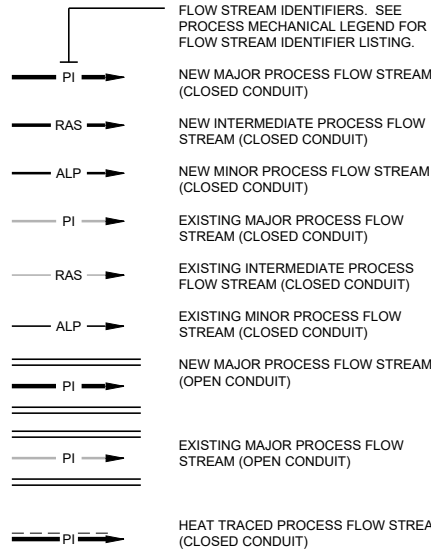 FLOW STREAM IDENTIFIERS. SEE
PROCESS MECHANICAL LEGEND FOR
FLOW STREAM IDENTIFIER LISTING.
PI
NEW MAJOR PROCESS FLOW STREAM
(CLOSED CONDUIT)
RAS
NEW INTERMEDIATE PROCESS FLOW
STREAM (CLOSED CONDUIT)
ALP
NEW MINOR PROCESS FLOW STREAM
(CLOSED CONDUIT)
PI
EXISTING MAJOR PROCESS FLOW
STREAM (CLOSED CONDUIT)
RAS
EXISTING INTERMEDIATE PROCESS
FLOW STREAM (CLOSED CONDUIT)
ALP
EXISTING MINOR PROCESS FLOW
STREAM (CLOSED CONDUIT)
NEW MAJOR PROCESS FLOW STREAM
PI
(OPEN CONDUIT)
EXISTING MAJOR PROCESS FLOW
PI
STREAM (OPEN CONDUIT)
HEAT TRACED PROCESS FLOW
PI
(CLOSED CONDUIT)